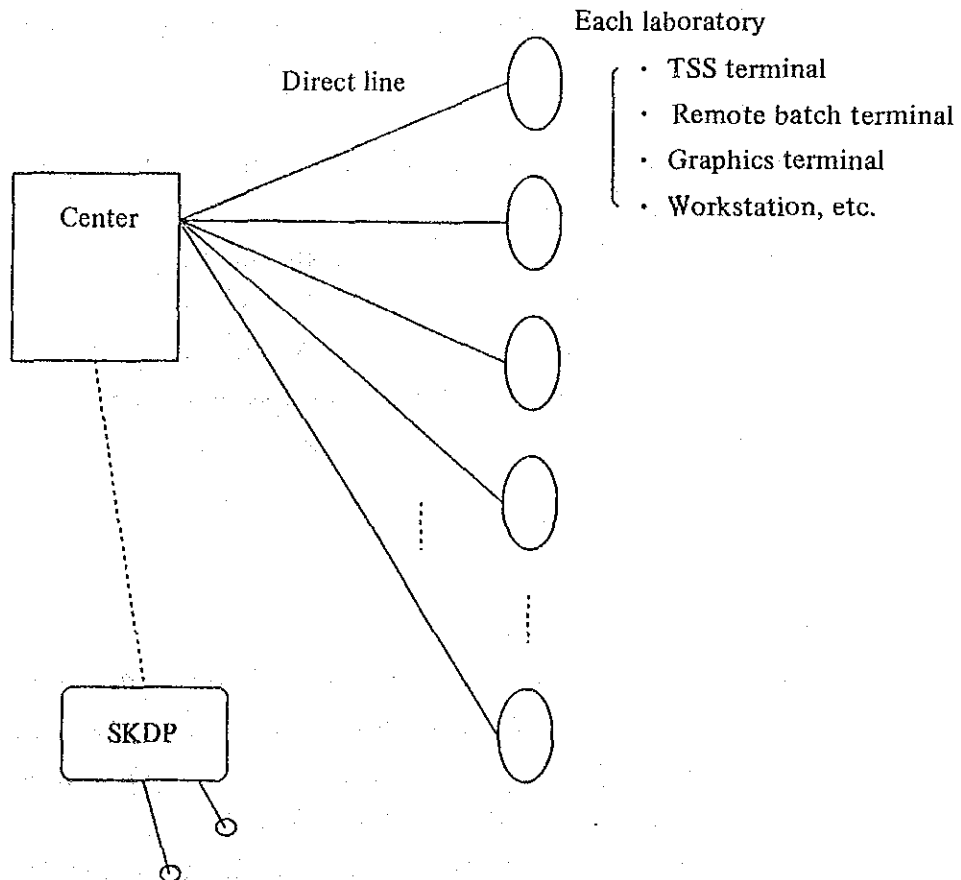 Each laboratory
Direct line
・ TSS terminal
・ Remote batch terminal
・ Graphics terminal
・ Workstation, etc.
Center
SKDP